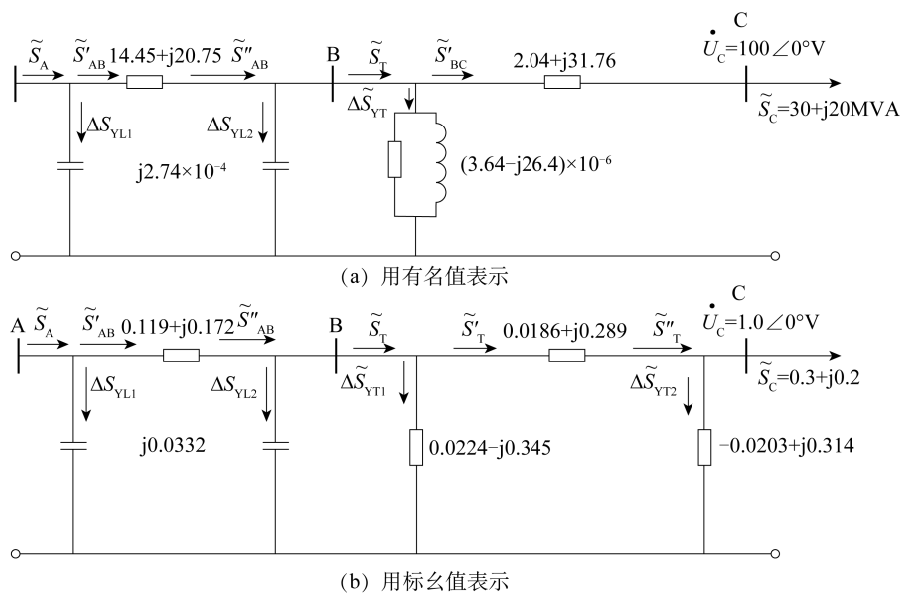 C
S̃A S̃′AB 14.45+j20.75 S̃″AB B S̃T S̃′BC 2.04+j31.76 U̇C=100∠0°V
ΔSYL1 ΔSYL2 ΔS̃YT S̃C=30+j20MVA
j2.74×10⁻⁴ (3.64−j26.4)×10⁻⁶
(a) 用有名值表示
C
A S̃A S̃′AB 0.119+j0.172 S̃″AB B S̃T S̃′T 0.0186+j0.289 S̃″T U̇C=1.0∠0°V
ΔSYL1 ΔSYL2 ΔS̃YT1 ΔS̃YT2 S̃C=0.3+j0.2
j0.0332 0.0224−j0.345 −0.0203+j0.314
(b) 用标幺值表示